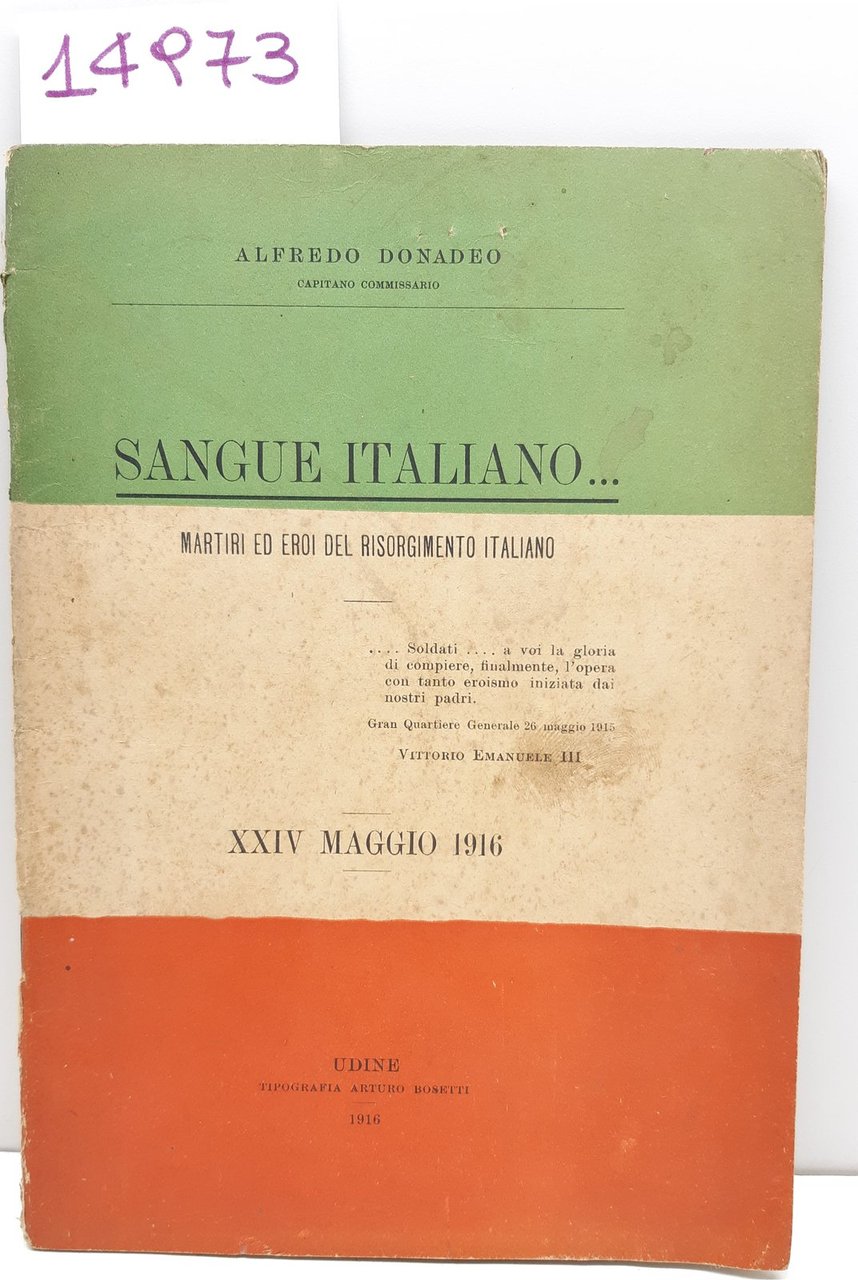 14973
ALFREDO DONADEO
CAPITANO COMMISSARIO
SANGUE ITALIANO...
MARTIRI ED EROI DEL RISORGIMENTO ITALIANO
.... Soldati .... a voi la gloria
di compiere, finalmente, l'opera
con tanto eroismo iniziata dai
nostri padri.
Gran Quartiere Generale 26 maggio 1915
VITTORIO EMANUELE III
XXIV MAGGIO 1916
UDINE
TIPOGRAFIA ARTURO BOSETTI
1916